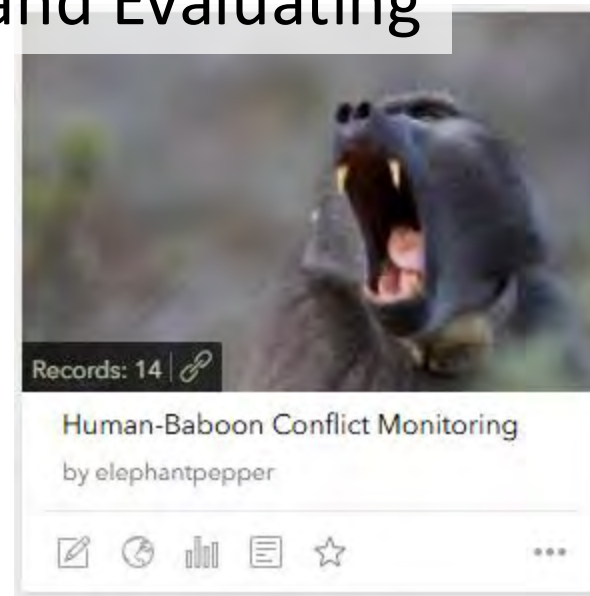 and Evaluating
Records: 14
Human-Baboon Conflict Monitoring
by elephantpepper